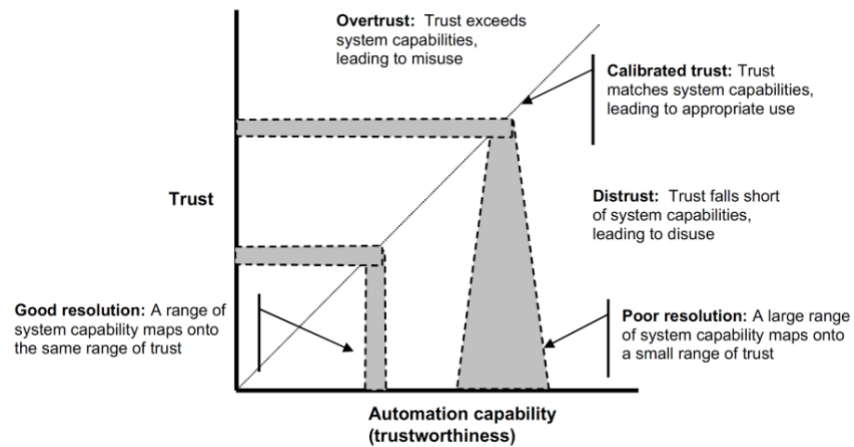 Overtrust: Trust exceeds
system capabilities,
leading to misuse
Calibrated trust: Trust
matches system capabilities,
leading to appropriate use
Trust
Distrust: Trust falls short
of system capabilities,
leading to disuse
Good resolution: A range of
system capability maps onto
the same range of trust
Poor resolution: A large range
of system capability maps onto
a small range of trust
Automation capability
(trustworthiness)